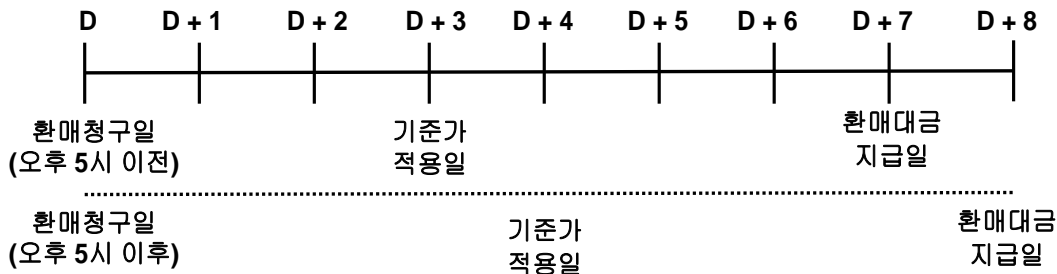 D D + 1 D + 2 D + 3 D + 4 D + 5 D + 6 D + 7 D + 8
환매청구일
(오후 5시 이전)
기준가
적용일
환매대금
지급일
환매청구일
(오후 5시 이후)
기준가
적용일
환매대금
지급일